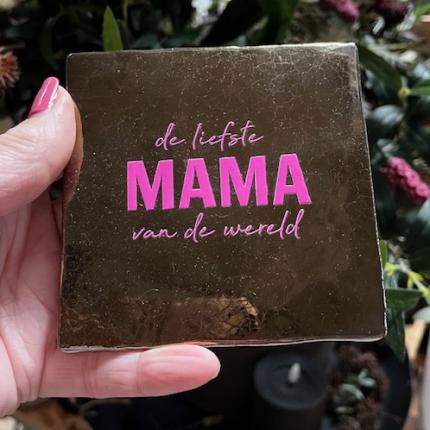 de liefste
MAMA
van de wereld